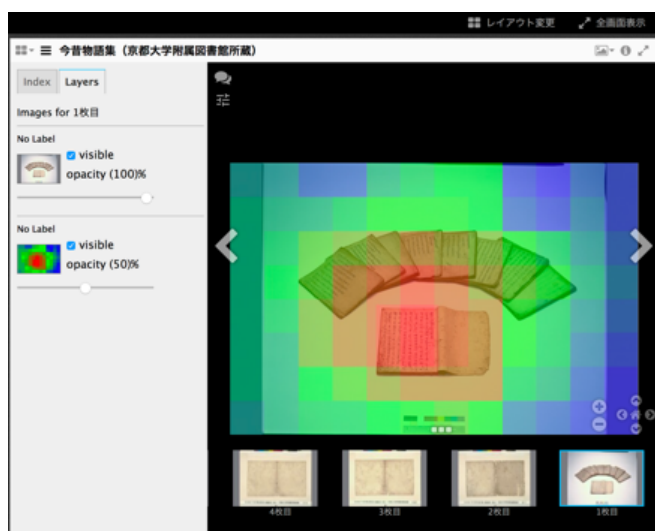 レイアウト変更 全画面表示
今昔物語集（京都大学附属図書館所蔵）
Index Layers
Images for 1枚目
No Label
visible
opacity (100)%
No Label
visible
opacity (50)%
4枚目 3枚目 2枚目 1枚目